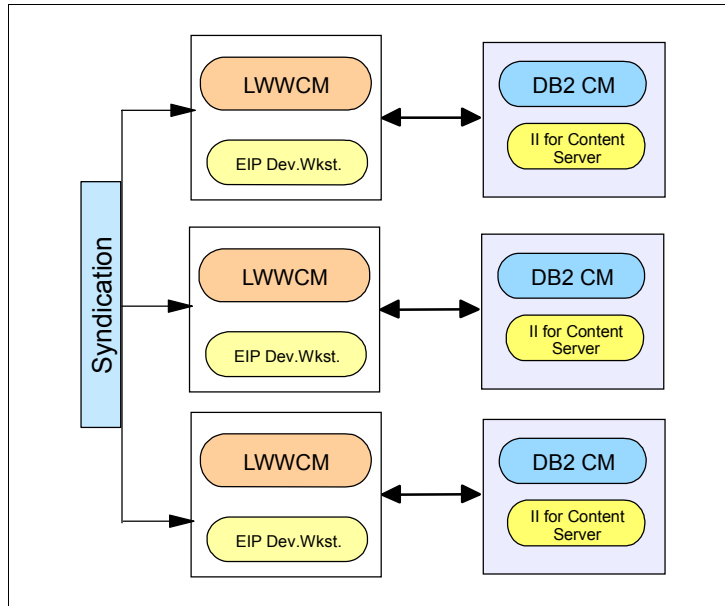 LWWCM
EIP Dev.Wkst.
DB2 CM
II for Content
Server
Syndication
LWWCM
EIP Dev.Wkst.
DB2 CM
II for Content
Server
LWWCM
EIP Dev.Wkst.
DB2 CM
II for Content
Server